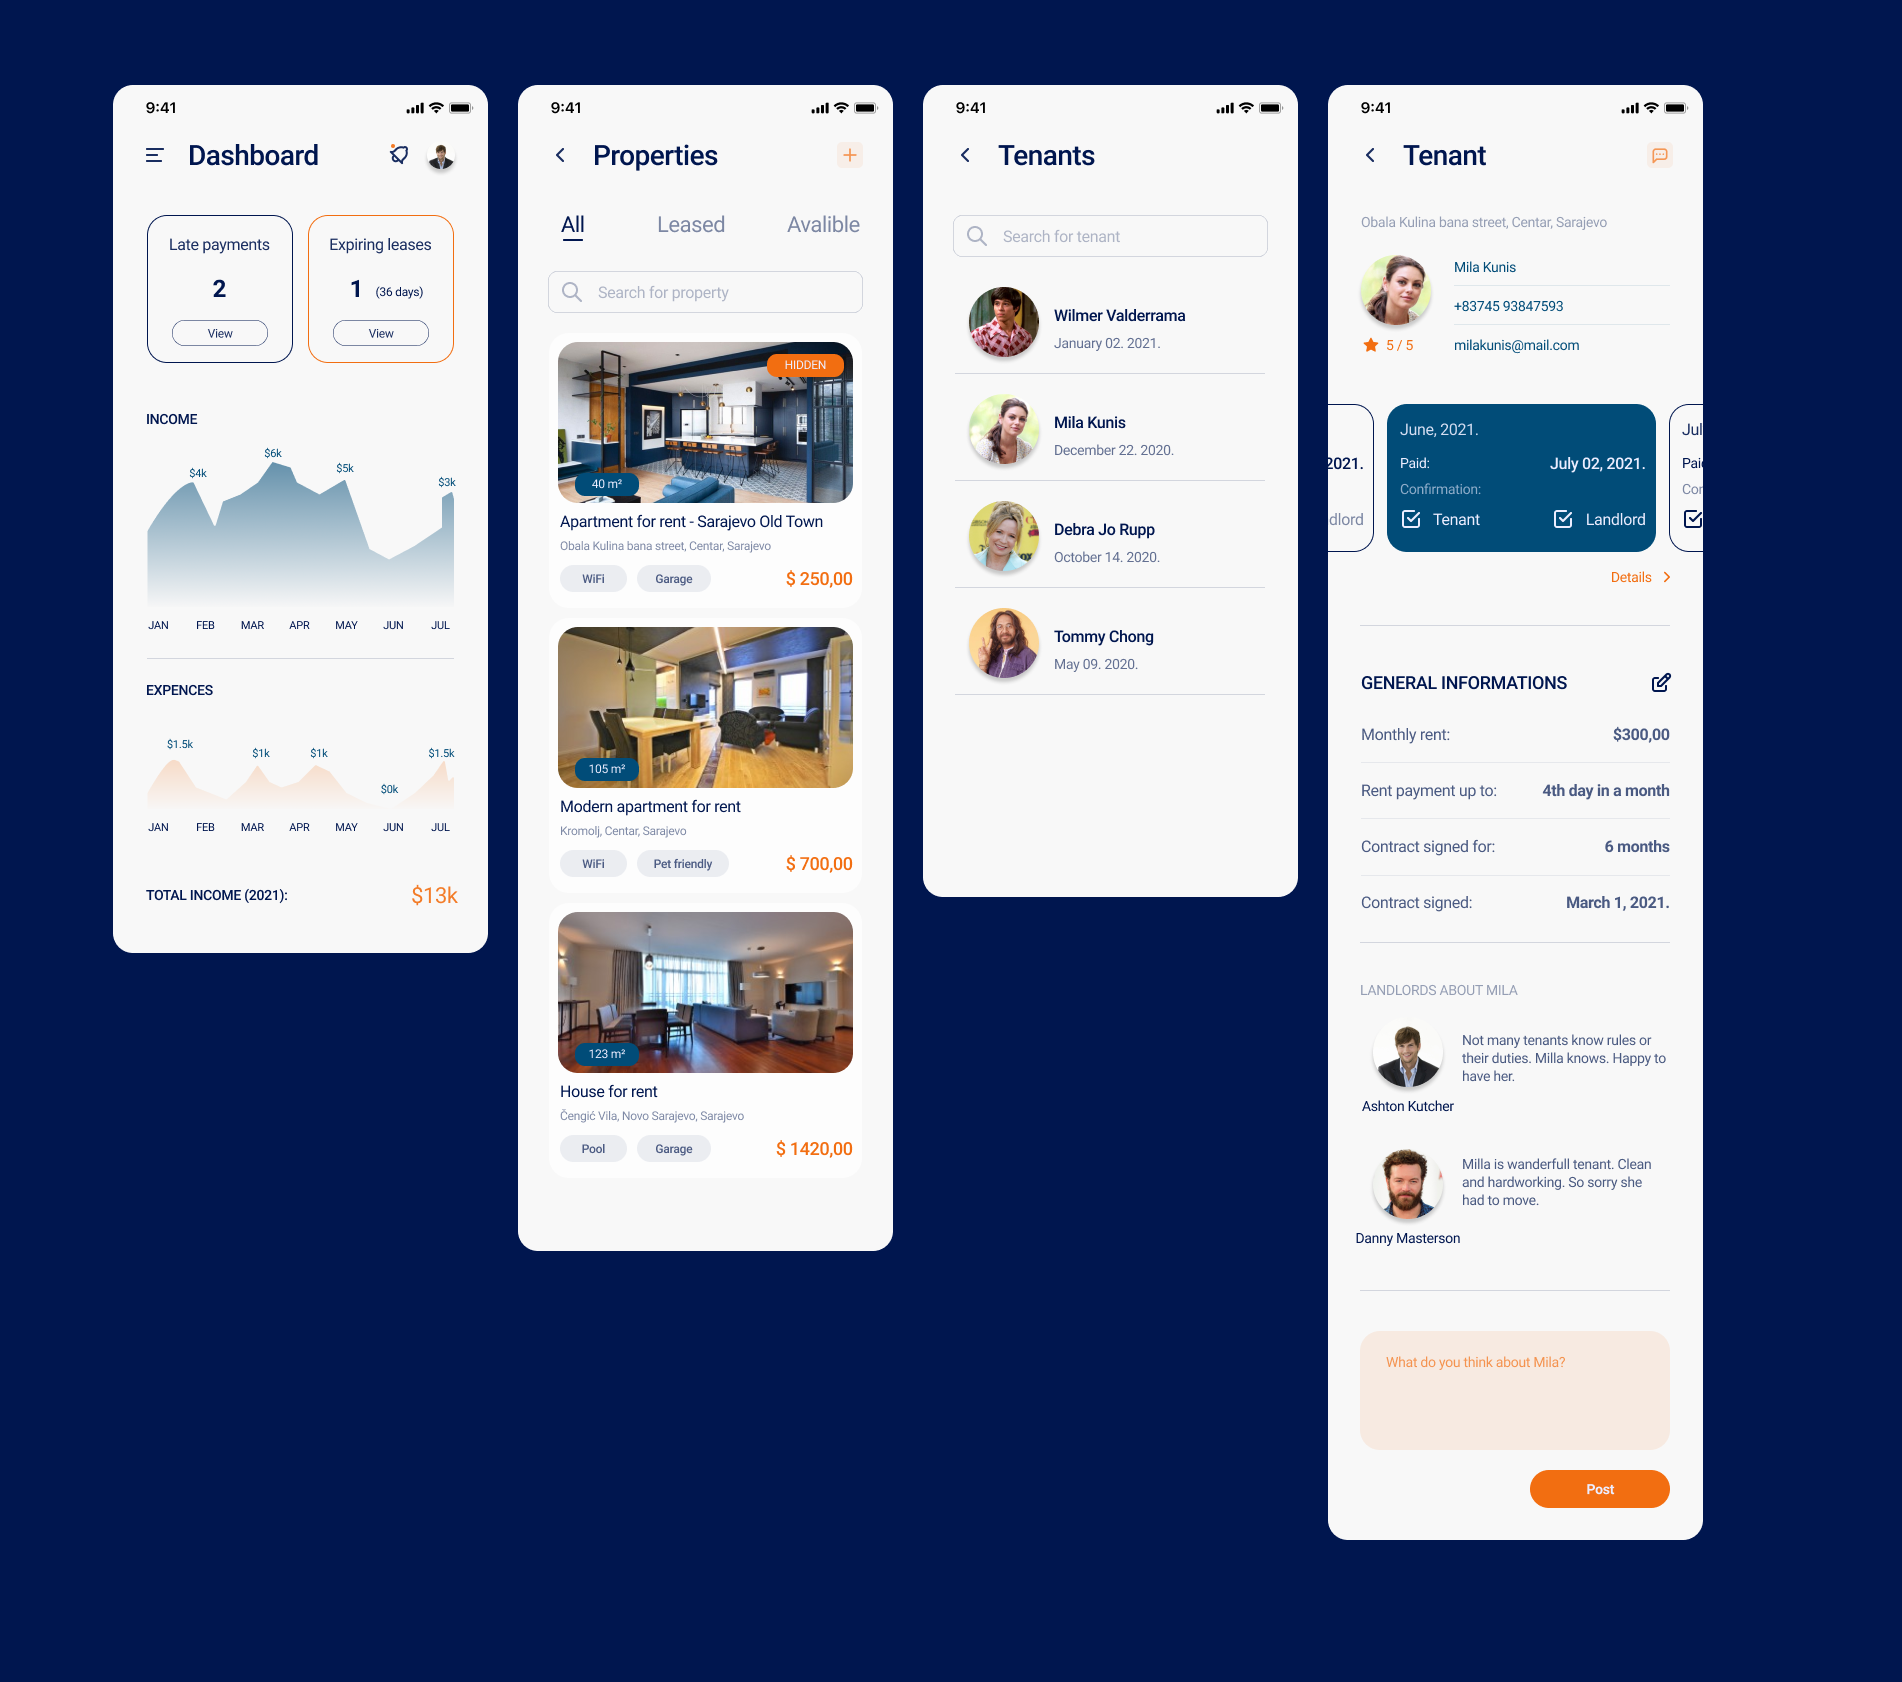 9:41
Dashboard
Late payments
2
View
Expiring leases
1 (36 days)
View
INCOME
$4k
$6k
$5k
$3k
JAN FEB MAR APR MAY JUN JUL
EXPENCES
$1.5k
$1k
$1k
$0k
$1.5k
JAN FEB MAR APR MAY JUN JUL
TOTAL INCOME (2021): $13k
9:41
Properties
All Leased Avalible
Search for property
HIDDEN
40 m²
Apartment for rent - Sarajevo Old Town
Obala Kulina bana street, Centar, Sarajevo
WiFi Garage $ 250,00
105 m²
Modern apartment for rent
Kromolj, Centar, Sarajevo
WiFi Pet friendly $ 700,00
123 m²
House for rent
Čengić Vila, Novo Sarajevo, Sarajevo
Pool Garage $ 1420,00
9:41
Tenants
Search for tenant
Wilmer Valderrama
January 02. 2021.
Mila Kunis
December 22. 2020.
Debra Jo Rupp
October 14. 2020.
Tommy Chong
May 09. 2020.
9:41
Tenant
Obala Kulina bana street, Centar, Sarajevo
Mila Kunis
+83745 93847593
5 / 5
milakunis@mail.com
2021.
dlord
June, 2021.
Paid: July 02, 2021.
Confirmation:
Tenant Landlord
Jul
Paid
Con
Details
GENERAL INFORMATIONS
Monthly rent: $300,00
Rent payment up to: 4th day in a month
Contract signed for: 6 months
Contract signed: March 1, 2021.
LANDLORDS ABOUT MILA
Not many tenants know rules or
their duties. Milla knows. Happy to
have her.
Ashton Kutcher
Milla is wanderfull tenant. Clean
and hardworking. So sorry she
had to move.
Danny Masterson
What do you think about Mila?
Post